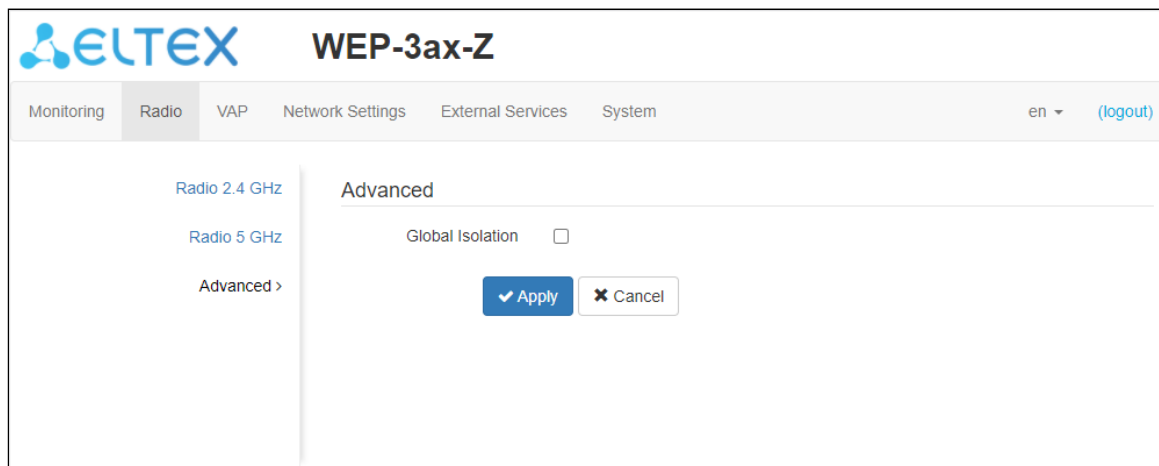 ELTEX WEP-3ax-Z
Monitoring Radio VAP Network Settings External Services System en (logout)
Radio 2.4 GHz
Advanced
Radio 5 GHz
Global Isolation
Advanced >
Apply Cancel